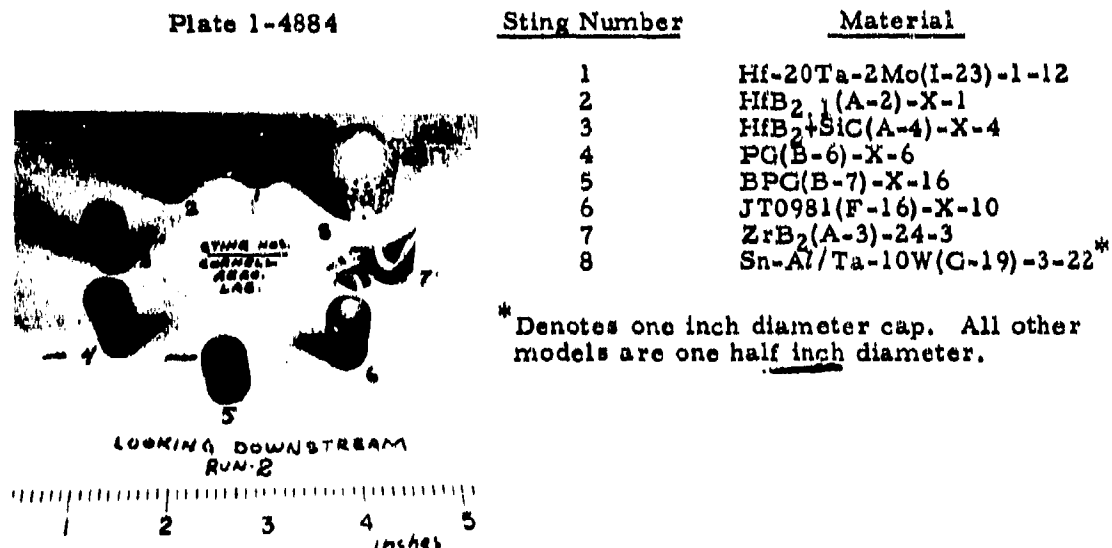 Plate 1-4884
Sting Number Material
1 Hf-20Ta-2Mo(I-23)-1-12
2 HfB2.1(A-2)-X-1
3 HfB2+SiC(A-4)-X-4
4 PG(B-6)-X-6
5 BPG(B-7)-X-16
6 JT0981(F-16)-X-10
7 ZrB2(A-3)-24-3
8 Sn-Al/Ta-10W(G-19)-3-22*
*Denotes one inch diameter cap. All other
models are one half inch diameter.
2
1
8
STING NOS.
CORNELL
AERO.
LAB.
7
4
6
5
LOOKING DOWNSTREAM
RUN-2
1 2 3 4 5
inches